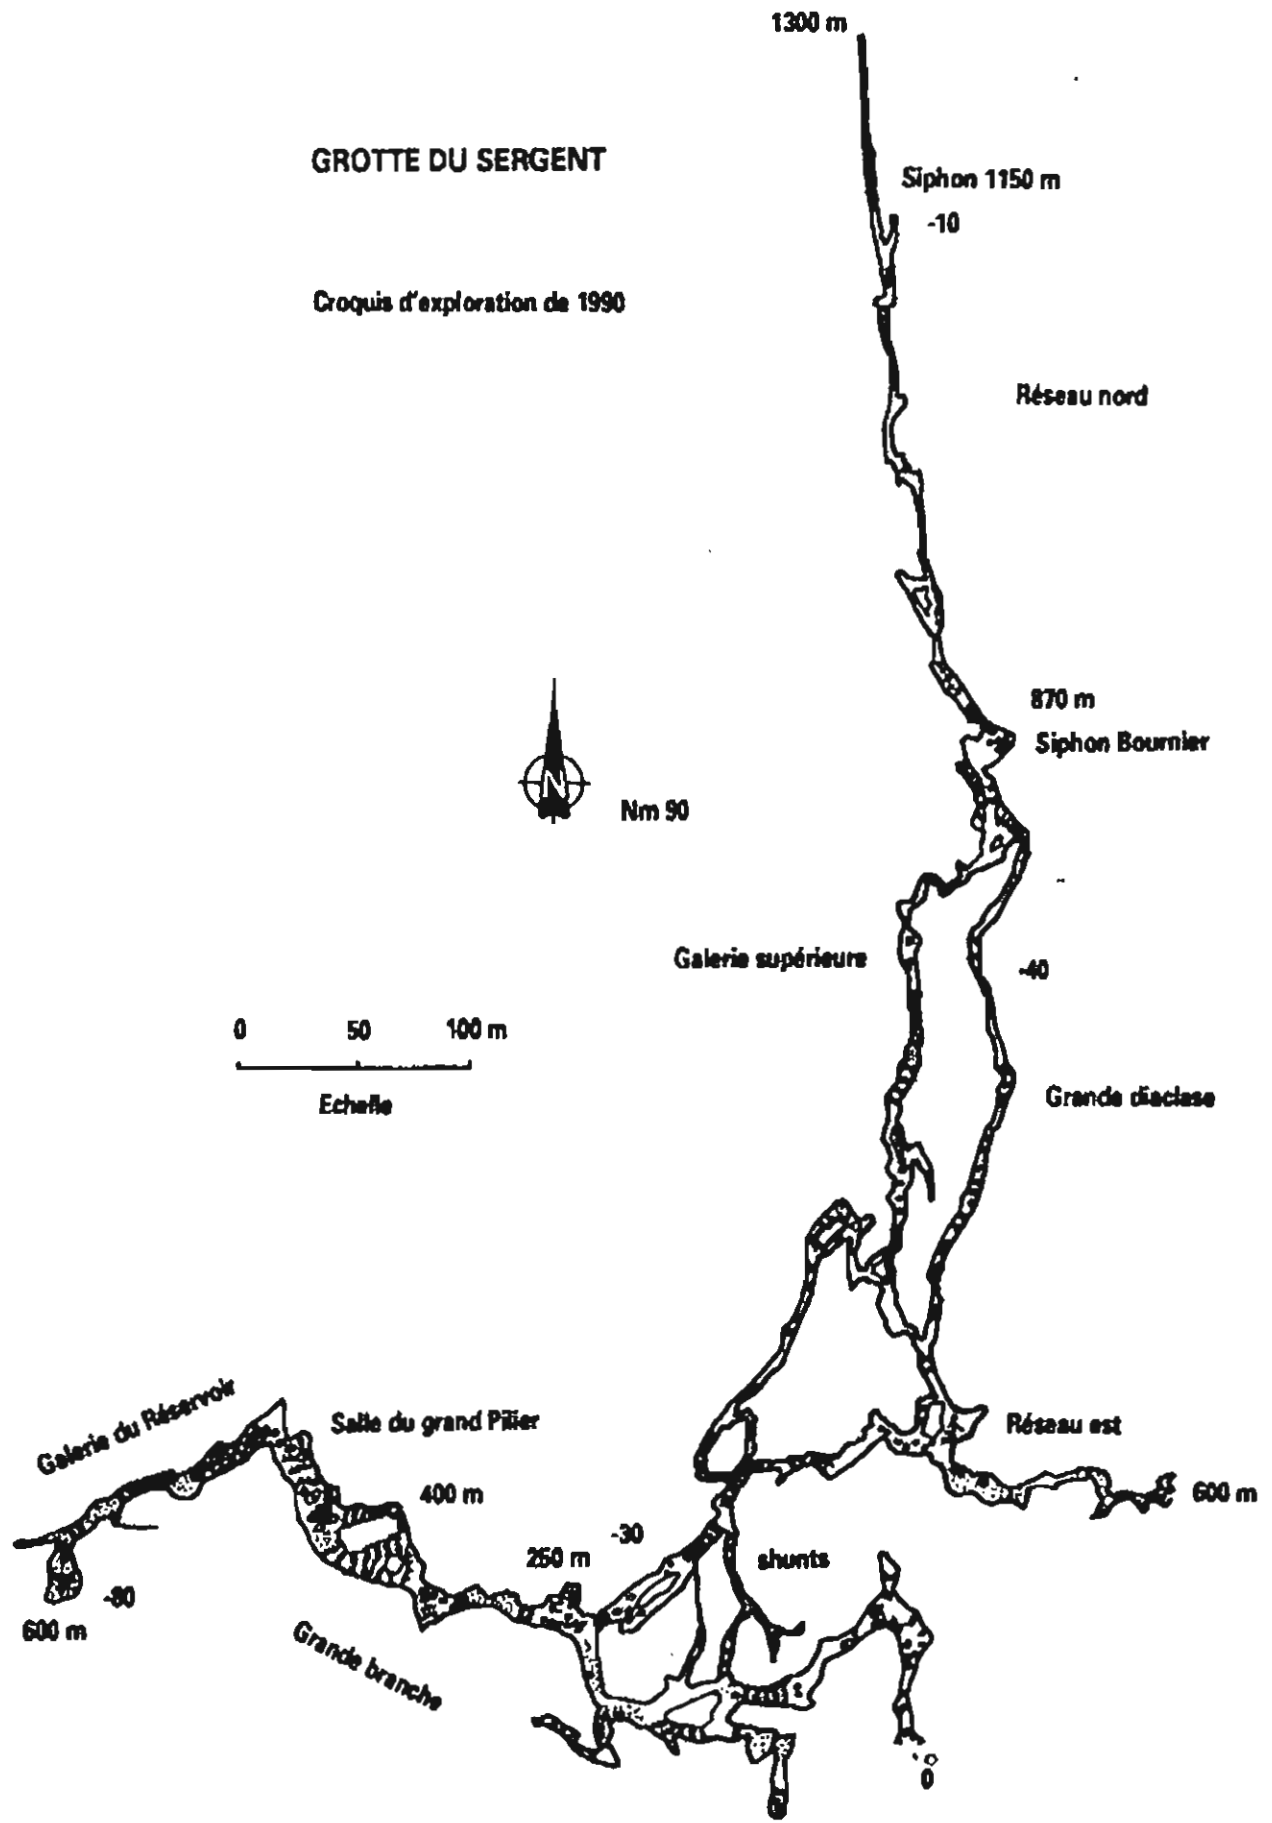 1300 m
GROTTE DU SERGENT
Siphon 1150 m
-10
Croquis d'exploration de 1990
Réseau nord
870 m
Siphon Bournier
N
Nm 90
Galerie supérieure
-40
0 50 100 m
Echelle
Grande diaclase
Galerie du Réservoir
Salle du grand Pilier
Réseau est
400 m
600 m
-30
250 m
shunts
-80
600 m
Grande branche
0